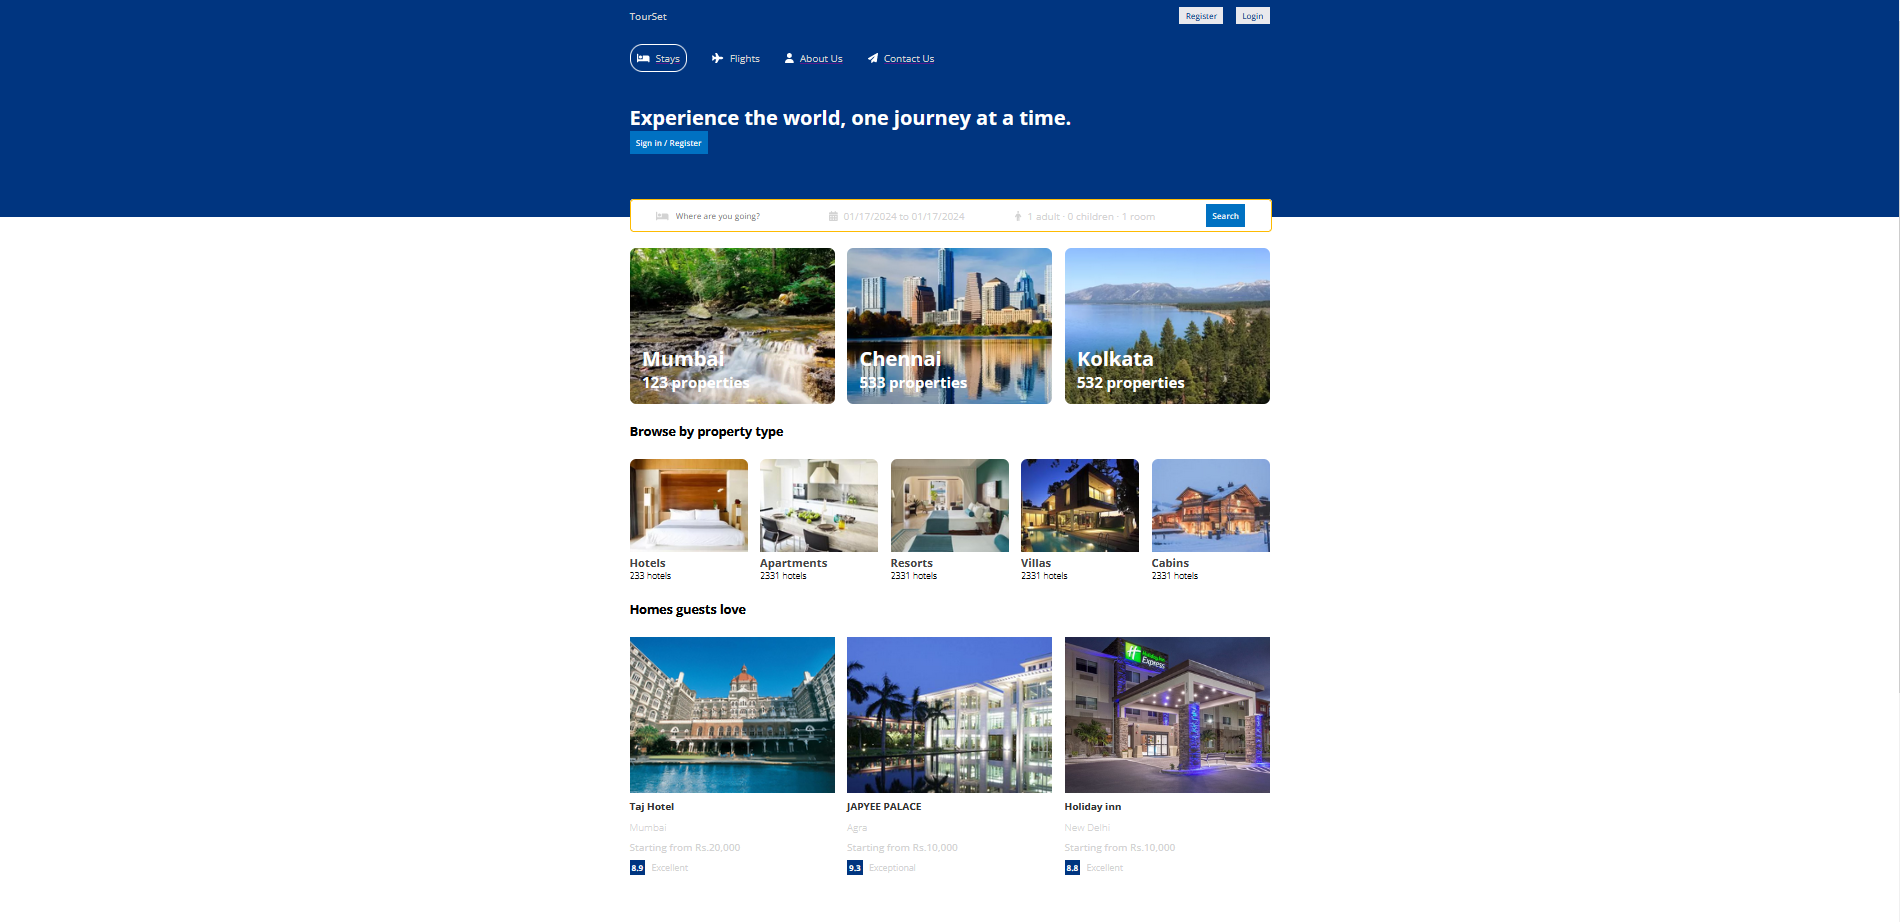 TourSet
Register Login
Stays Flights About Us Contact Us
Experience the world, one journey at a time.
Sign in / Register
Where are you going? 01/17/2024 to 01/17/2024 1 adult · 0 children · 1 room Search
Mumbai
123 properties
Chennai
533 properties
Kolkata
532 properties
Browse by property type
Hotels
233 hotels
Apartments
2331 hotels
Resorts
2331 hotels
Villas
2331 hotels
Cabins
2331 hotels
Homes guests love
Holiday Inn
Express
Taj Hotel
Mumbai
Starting from Rs.20,000
8.9 Excellent
JAPYEE PALACE
Agra
Starting from Rs.10,000
9.3 Exceptional
Holiday inn
New Delhi
Starting from Rs.10,000
8.8 Excellent